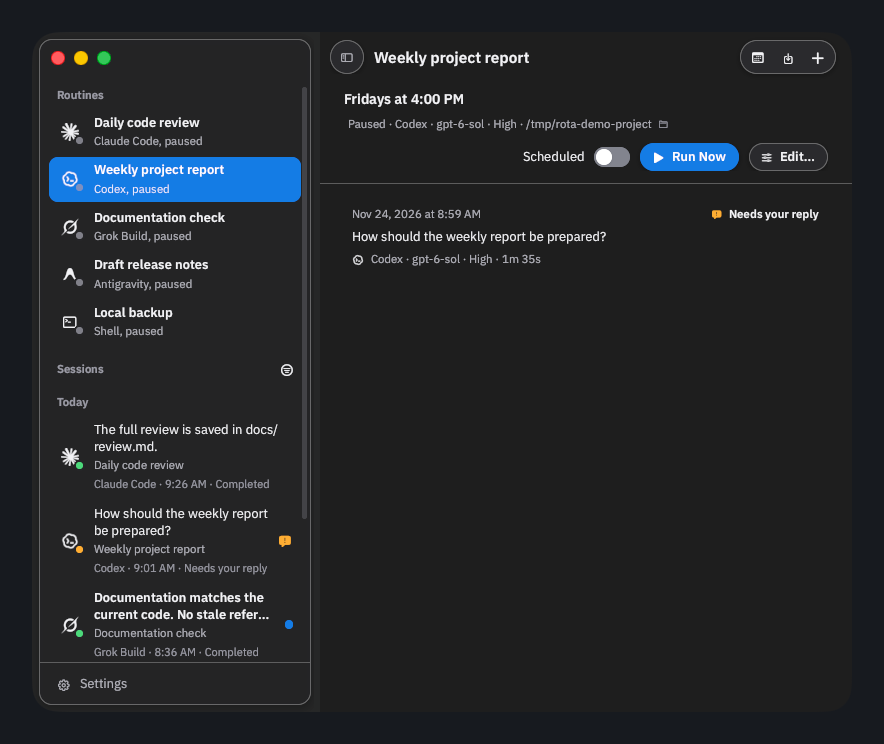 Routines
Daily code review
Claude Code, paused
Weekly project report
Codex, paused
Documentation check
Grok Build, paused
Draft release notes
Antigravity, paused
Local backup
Shell, paused
Sessions
Today
The full review is saved in docs/
review.md.
Daily code review
Claude Code · 9:26 AM · Completed
How should the weekly report
be prepared?
Weekly project report
Codex · 9:01 AM · Needs your reply
Documentation matches the
current code. No stale refer...
Documentation check
Grok Build · 8:36 AM · Completed
Settings
Weekly project report
Fridays at 4:00 PM
Paused · Codex · gpt-6-sol · High · /tmp/rota-demo-project
Scheduled
Run Now
Edit...
Nov 24, 2026 at 8:59 AM
Needs your reply
How should the weekly report be prepared?
Codex · gpt-6-sol · High · 1m 35s